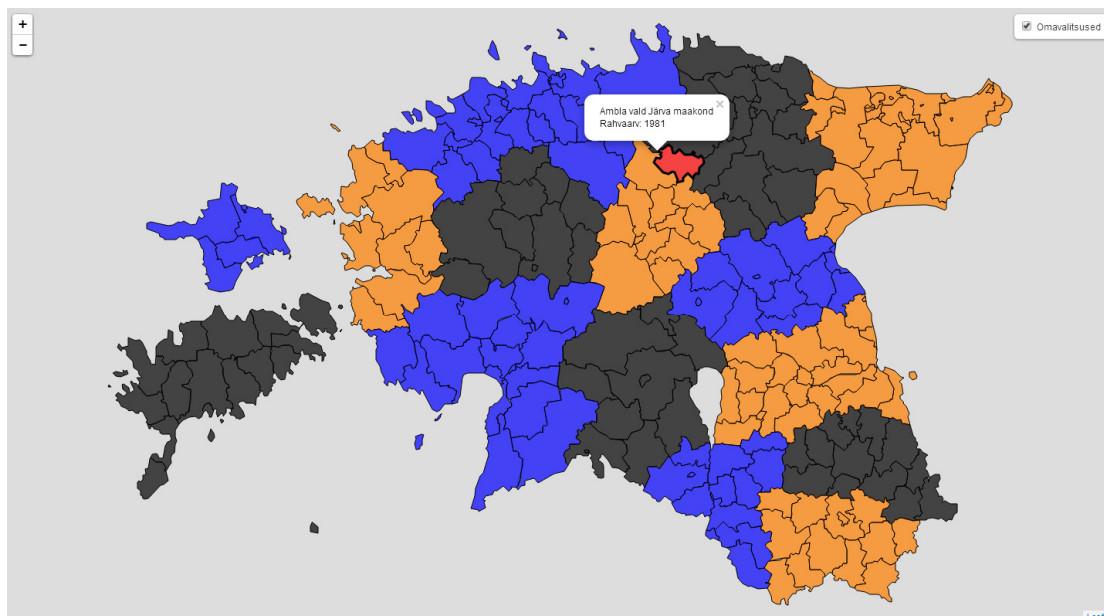 +
−
Omavalitsused
Ambla vald Järva maakond
×
Rahvaarv: 1981